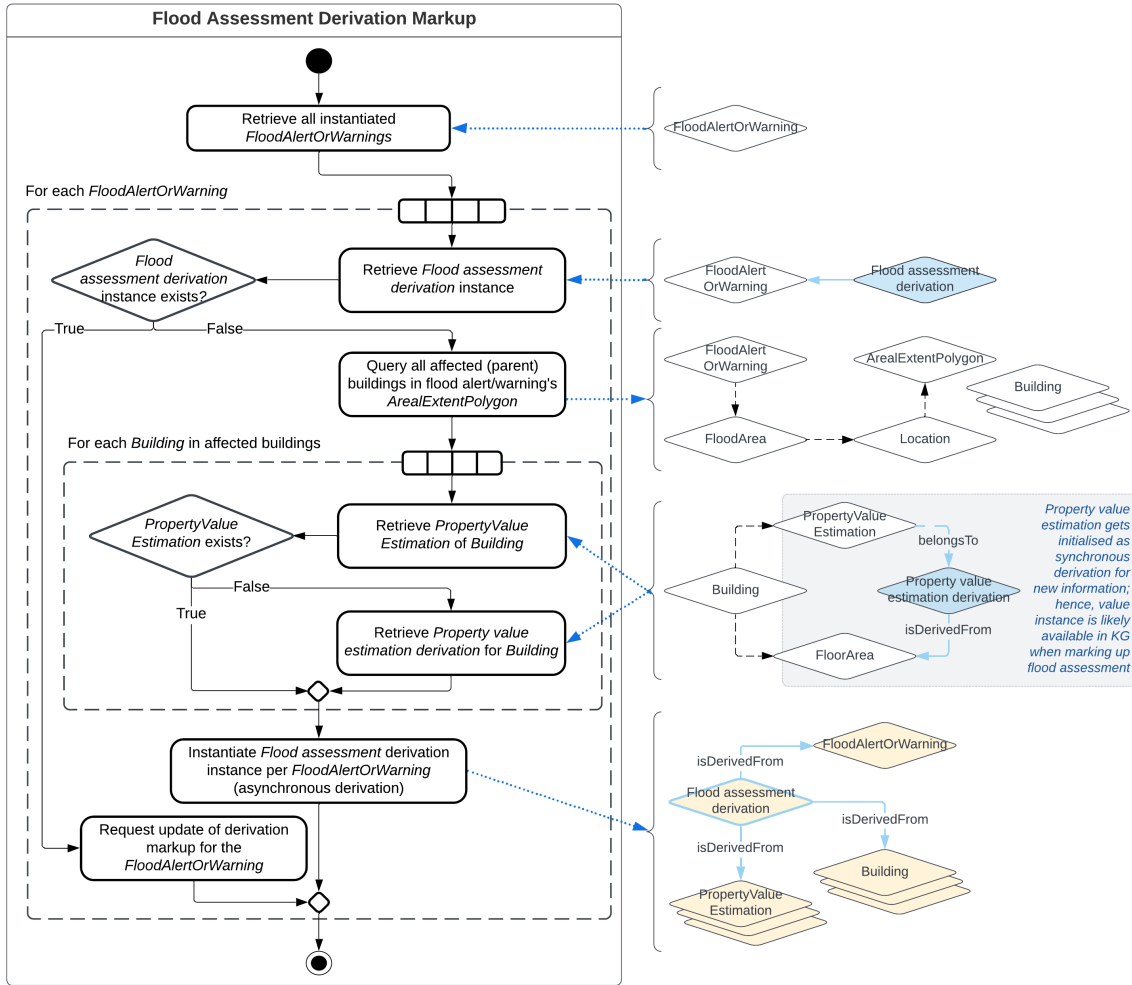 Flood Assessment Derivation Markup
Retrieve all instantiated
FloodAlertOrWarnings
FloodAlertOrWarning
For each FloodAlertOrWarning
Flood
assessment derivation
instance exists?
Retrieve Flood assessment
derivation instance
FloodAlert
OrWarning
Flood assessment
derivation
True
False
Query all affected (parent)
buildings in flood alert/warning's
ArealExtentPolygon
FloodAlert
OrWarning
ArealExtentPolygon
Building
FloodArea
Location
For each Building in affected buildings
PropertyValue
Estimation exists?
Retrieve PropertyValue
Estimation of Building
False
True
Retrieve Property value
estimation derivation for Building
PropertyValue
Estimation
belongsTo
Building
Property value
estimation derivation
isDerivedFrom
FloorArea
Property value
estimation gets
initialised as
synchronous
derivation for
new information;
hence, value
instance is likely
available in KG
when marking up
flood assessment
Instantiate Flood assessment derivation
instance per FloodAlertOrWarning
(asynchronous derivation)
Request update of derivation
markup for the
FloodAlertOrWarning
FloodAlertOrWarning
isDerivedFrom
Flood assessment
derivation
isDerivedFrom
isDerivedFrom
Building
PropertyValue
Estimation